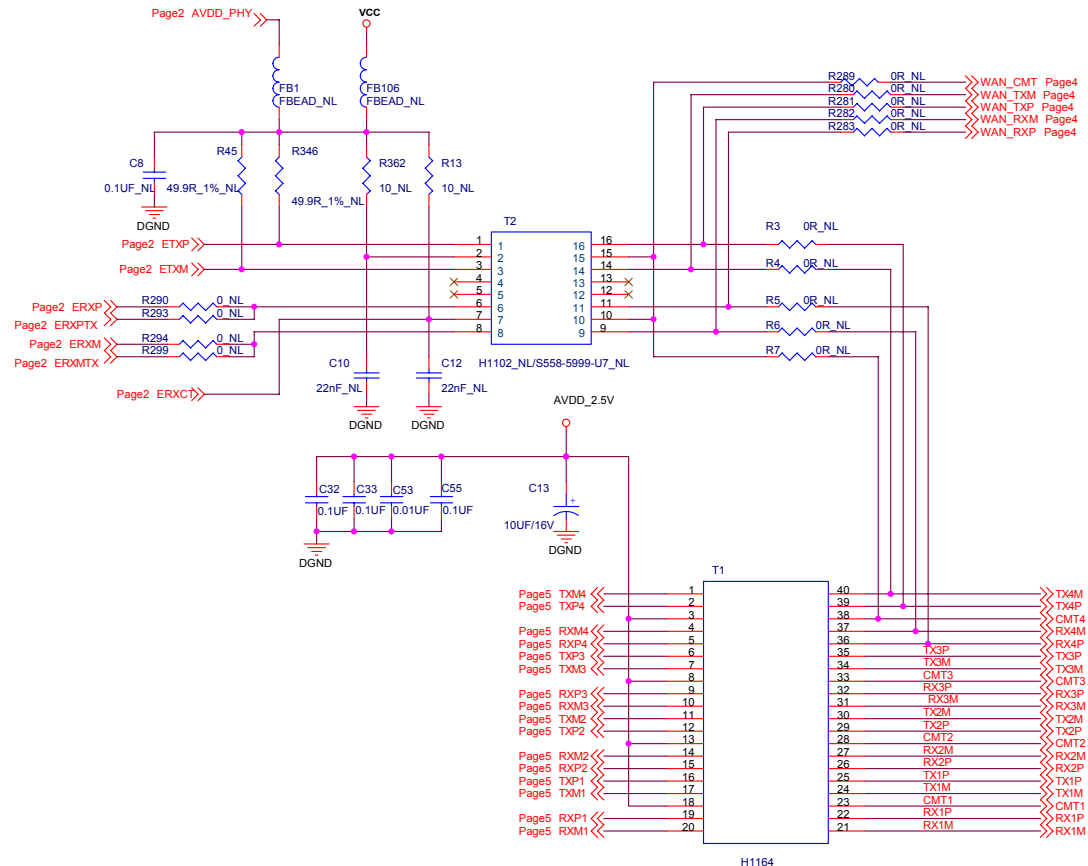 Page2 AVDD_PHY
VCC
FB1
FBEAD_NL
FB106
FBEAD_NL
R289 0R_NL WAN_CMT Page4
R280 0R_NL WAN_TXM Page4
R281 0R_NL WAN_TXP Page4
R282 0R_NL WAN_RXM Page4
R283 0R_NL WAN_RXP Page4
C8
0.1UF_NL
DGND
R45
49.9R_1%_NL
R346
49.9R_1%_NL
R362
10_NL
R13
10_NL
T2
Page2 ETXP
Page2 ETXM
Page2 ERXP
R290 0_NL
R293 0_NL
Page2 ERXPTX
Page2 ERXM
R294 0_NL
R299 0_NL
Page2 ERXMTX
Page2 ERXCT
1 1 16 16
2 2 15 15
3 3 14 14
4 4 13 13
5 5 12 12
6 6 11 11
7 7 10 10
8 8 9 9
H1102_NL/S558-5999-U7_NL
R3 0R_NL
R4 0R_NL
R5 0R_NL
R6 0R_NL
R7 0R_NL
C10
22nF_NL
DGND
C12
22nF_NL
DGND
AVDD_2.5V
C32
0.1UF
C33
0.1UF
C53
0.01UF
C55
0.1UF
DGND
C13
+
10UF/16V
DGND
T1
Page5 TXM4 1 40 TX4M
Page5 TXP4 2 39 TX4P
3 38 CMT4
Page5 RXM4 4 37 RX4M
Page5 RXP4 5 36 RX4P
Page5 TXP3 6 35 TX3P TX3P
Page5 TXM3 7 34 TX3M TX3M
8 33 CMT3 CMT3
Page5 RXP3 9 32 RX3P RX3P
Page5 RXM3 10 31 RX3M RX3M
Page5 TXM2 11 30 TX2M TX2M
Page5 TXP2 12 29 TX2P TX2P
13 28 CMT2 CMT2
Page5 RXM2 14 27 RX2M RX2M
Page5 RXP2 15 26 RX2P RX2P
Page5 TXP1 16 25 TX1P TX1P
Page5 TXM1 17 24 TX1M TX1M
18 23 CMT1 CMT1
Page5 RXP1 19 22 RX1P RX1P
Page5 RXM1 20 21 RX1M RX1M
H1164